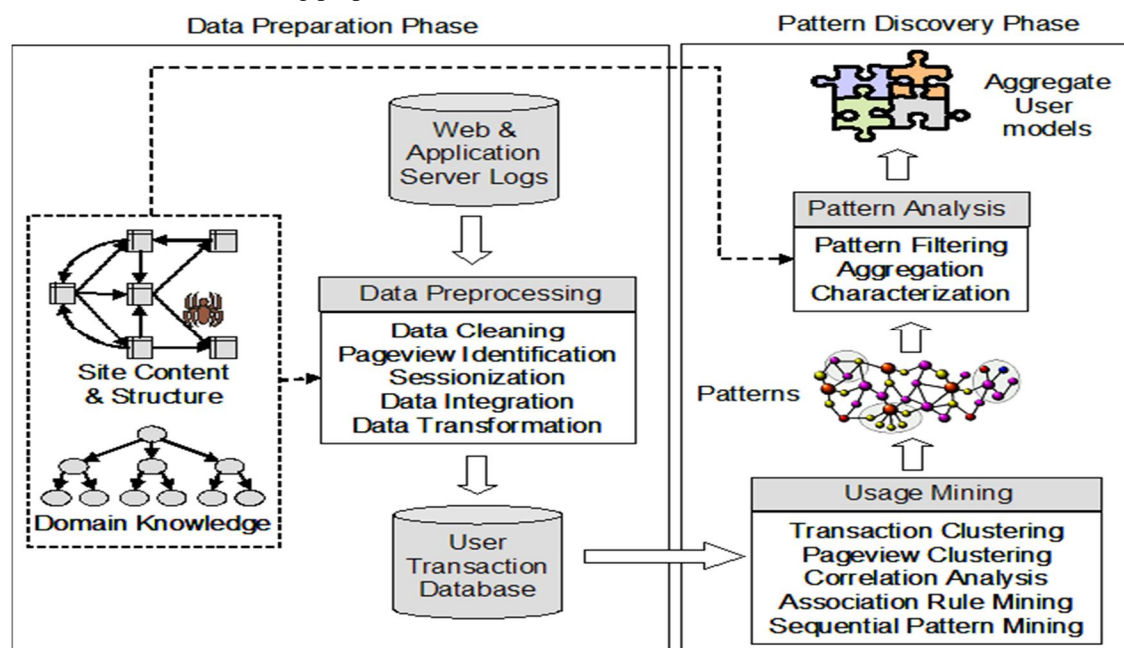 Data Preparation Phase
Pattern Discovery Phase
Web &
Application
Server Logs
Data Preprocessing
Data Cleaning
Pageview Identification
Sessionization
Data Integration
Data Transformation
Site Content
& Structure
Domain Knowledge
User
Transaction
Database
Aggregate
User
models
Pattern Analysis
Pattern Filtering
Aggregation
Characterization
Patterns
Usage Mining
Transaction Clustering
Pageview Clustering
Correlation Analysis
Association Rule Mining
Sequential Pattern Mining